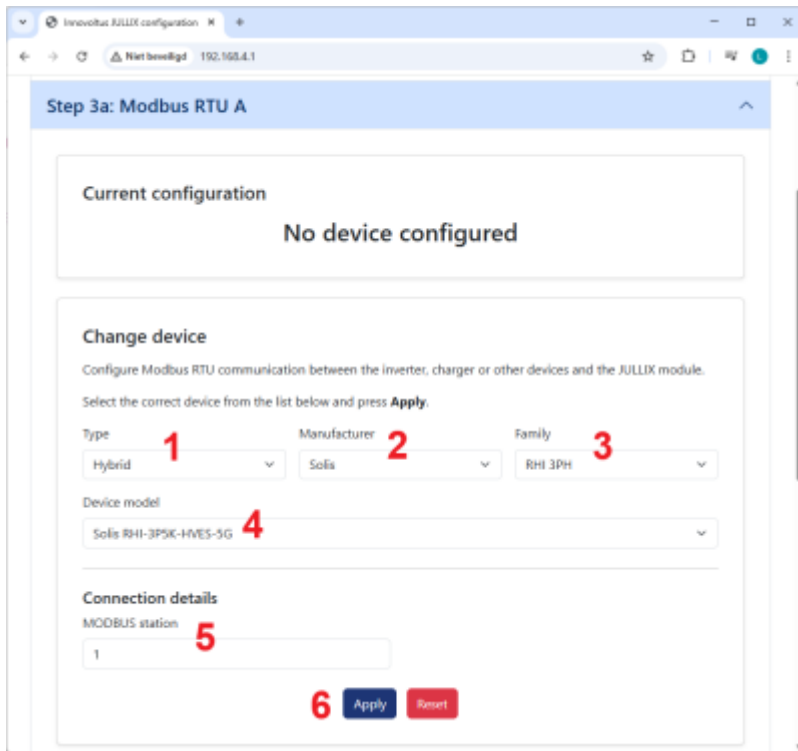 Innovoltus JULLIX configuration
Niet beveiligd 192.168.4.1
L
Step 3a: Modbus RTU A
Current configuration
No device configured
Change device
Configure Modbus RTU communication between the inverter, charger or other devices and the JULLIX module.
Select the correct device from the list below and press Apply.
Type 1 Manufacturer 2 Family 3
Hybrid Solis RHI 3PH
Device model
Solis RHI-3P5K-HVES-5G 4
Connection details
MODBUS station
5
1
6 Apply Reset